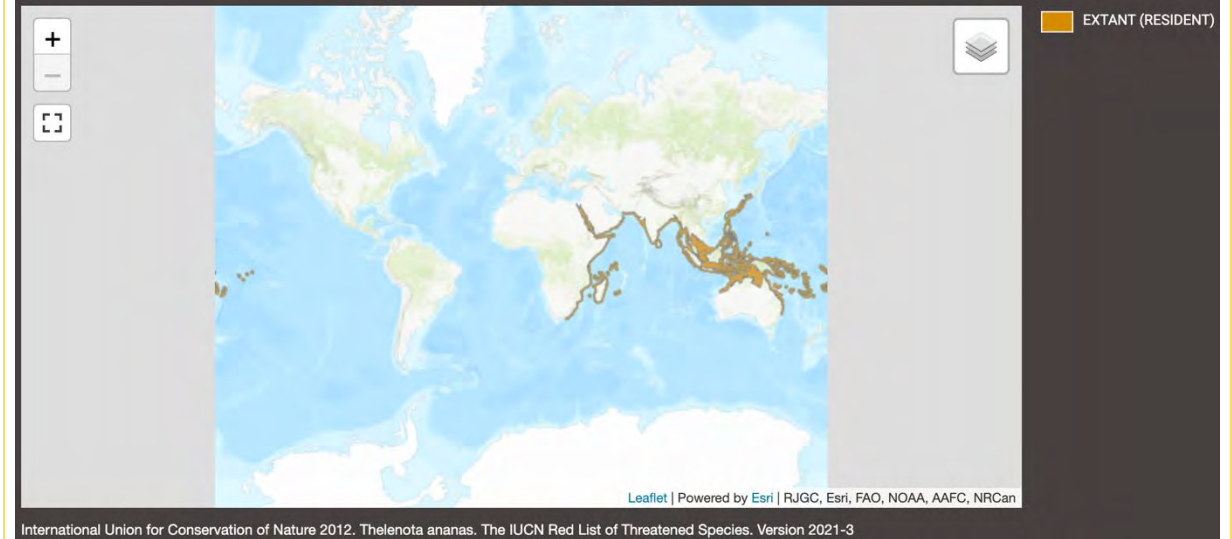 +
−
EXTANT (RESIDENT)
Leaflet | Powered by Esri | RJGC, Esri, FAO, NOAA, AAFC, NRCan
International Union for Conservation of Nature 2012. Thelenota ananas. The IUCN Red List of Threatened Species. Version 2021-3